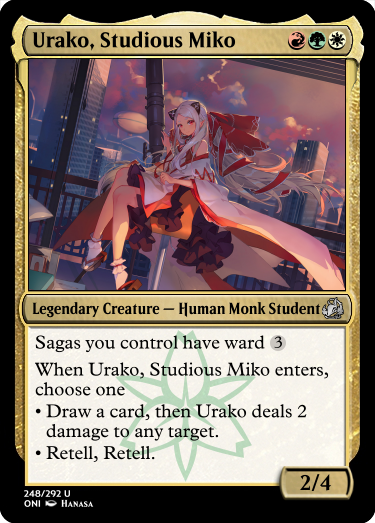 Urako, Studious Miko
Legendary Creature — Human Monk Student
Sagas you control have ward 3
When Urako, Studious Miko enters,
choose one
• Draw a card, then Urako deals 2
damage to any target.
• Retell, Retell.
2/4
248/292 U
ONI HANASA